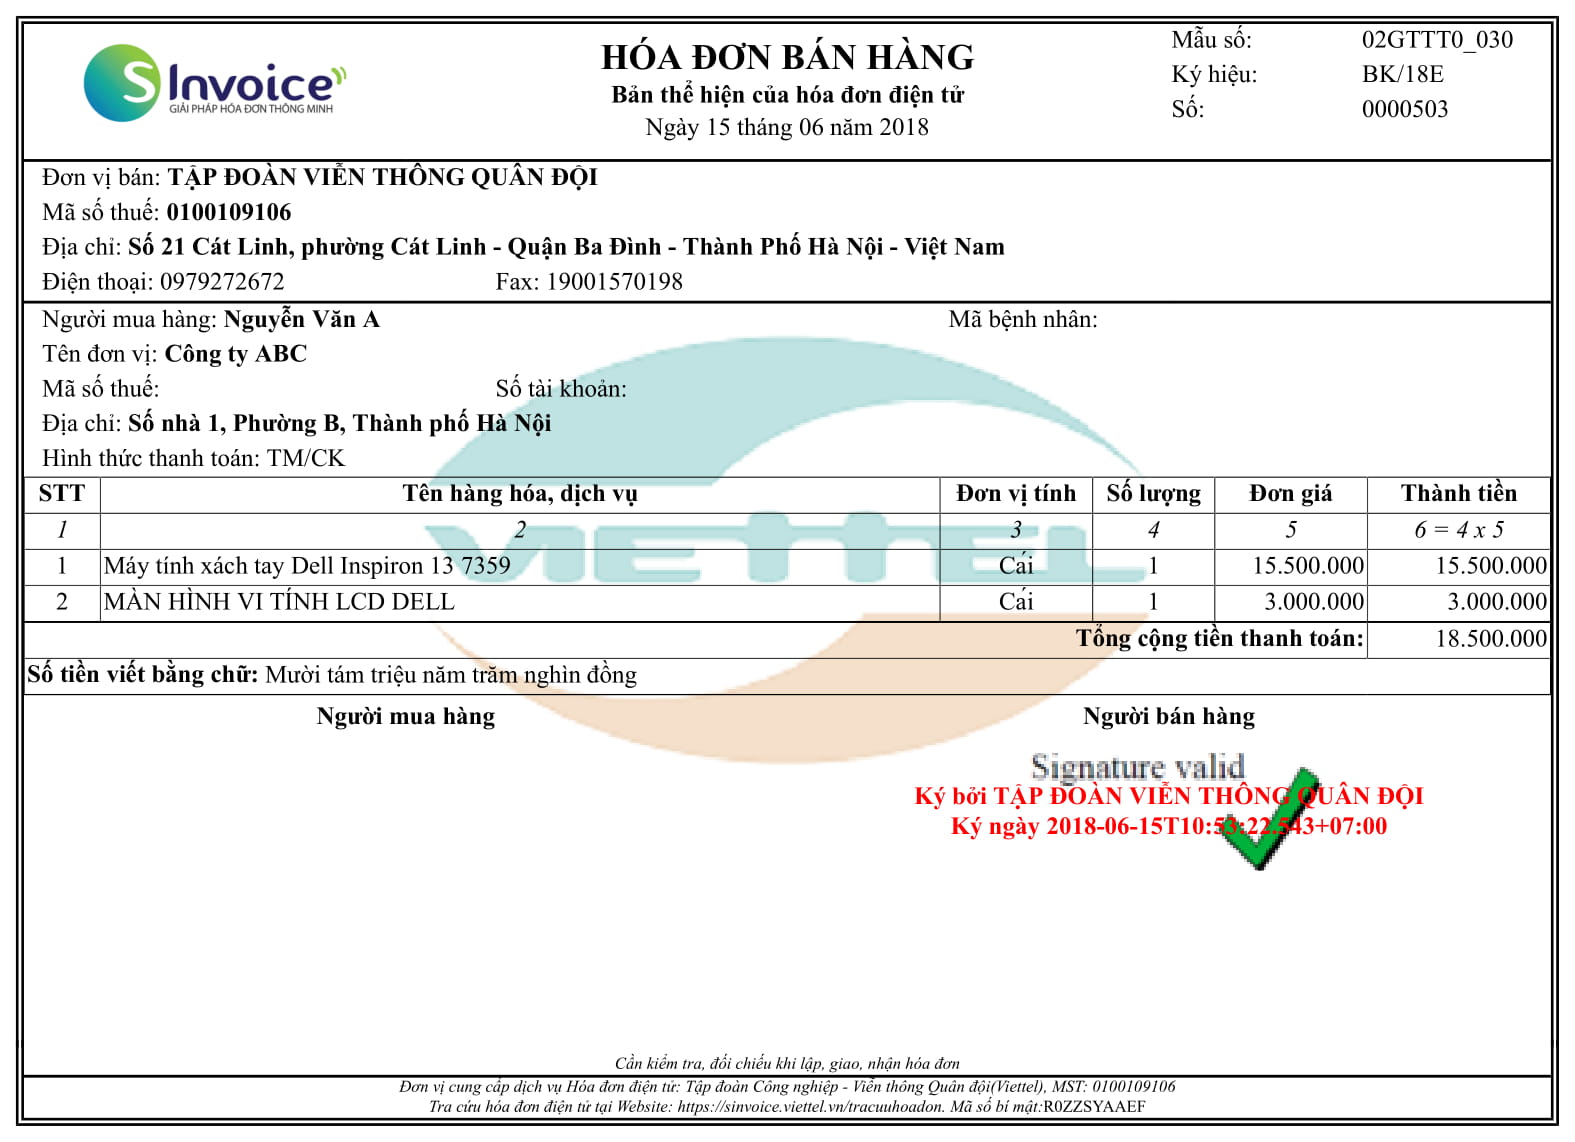 S Invoice
GIẢI PHÁP HÓA ĐƠN THÔNG MINH
HÓA ĐƠN BÁN HÀNG
Bản thể hiện của hóa đơn điện tử
Ngày 15 tháng 06 năm 2018
Mẫu số: 02GTTT0_030
Ký hiệu: BK/18E
Số: 0000503
Đơn vị bán: TẬP ĐOÀN VIỄN THÔNG QUÂN ĐỘI
Mã số thuế: 0100109106
Địa chỉ: Số 21 Cát Linh, phường Cát Linh - Quận Ba Đình - Thành Phố Hà Nội - Việt Nam
Điện thoại: 0979272672 Fax: 19001570198
Người mua hàng: Nguyễn Văn A Mã bệnh nhân:
Tên đơn vị: Công ty ABC
Mã số thuế: Số tài khoản:
Địa chỉ: Số nhà 1, Phường B, Thành phố Hà Nội
Hình thức thanh toán: TM/CK
STT Tên hàng hóa, dịch vụ Đơn vị tính Số lượng Đơn giá Thành tiền
1 2 3 4 5 6 = 4 x 5
VIETTEL
1 Máy tính xách tay Dell Inspiron 13 7359 Cái 1 15.500.000 15.500.000
2 MÀN HÌNH VI TÍNH LCD DELL Cái 1 3.000.000 3.000.000
Tổng cộng tiền thanh toán: 18.500.000
Số tiền viết bằng chữ: Mười tám triệu năm trăm nghìn đồng
Người mua hàng Người bán hàng
Signature valid
Ký bởi TẬP ĐOÀN VIỄN THÔNG QUÂN ĐỘI
Ký ngày 2018-06-15T10:53:22.543+07:00
Cần kiểm tra, đối chiếu khi lập, giao, nhận hóa đơn
Đơn vị cung cấp dịch vụ Hóa đơn điện tử: Tập đoàn Công nghiệp - Viễn thông Quân đội(Viettel), MST: 0100109106
Tra cứu hóa đơn điện tử tại Website: https://sinvoice.viettel.vn/tracuuhoadon. Mã số bí mật:R0ZZSYAAEF